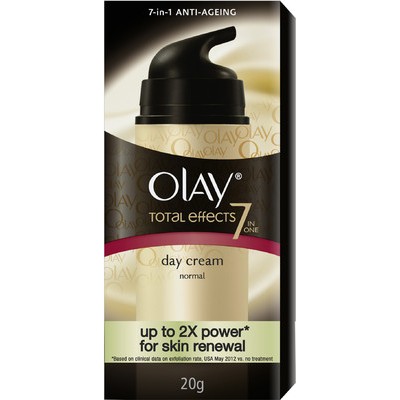 7-in-1 ANTI-AGEING
OLAY®
TOTAL effects 7 IN ONE
day cream
normal
up to 2X power*
for skin renewal
*Based on clinical data on exfoliation rate, USA May 2012 vs. no treatment
20g